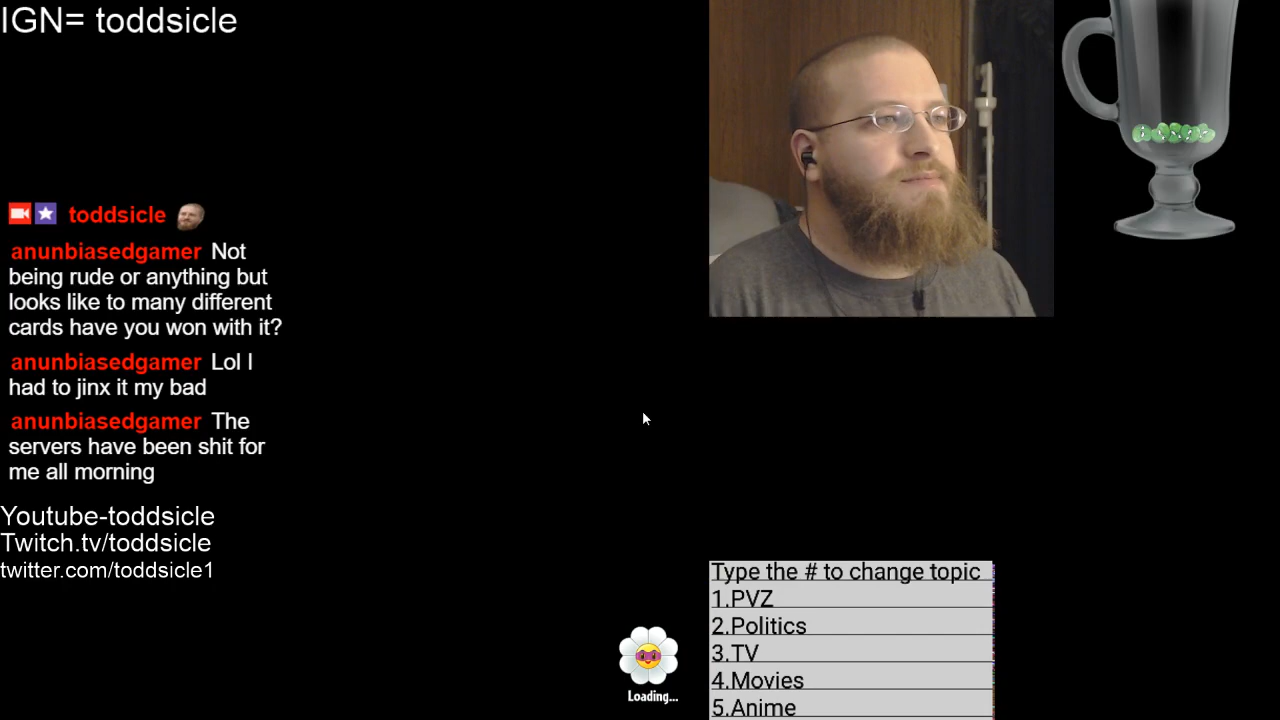 IGN= toddsicle
toddsicle
anunbiasedgamer Not
being rude or anything but
looks like to many different
cards have you won with it?
anunbiasedgamer Lol I
had to jinx it my bad
anunbiasedgamer The
servers have been shit for
me all morning
Youtube-toddsicle
Twitch.tv/toddsicle
twitter.com/toddsicle1
Loading...
Type the # to change topic
1.PVZ
2.Politics
3.TV
4.Movies
5.Anime